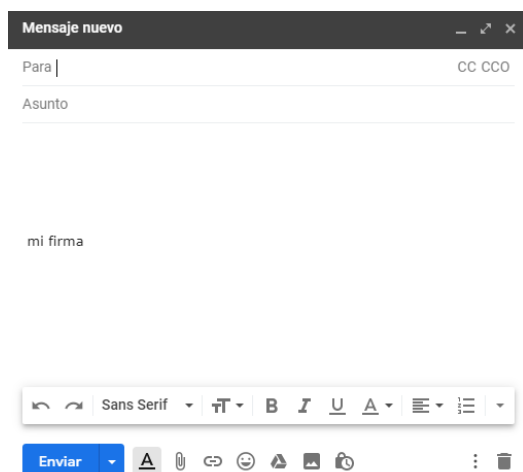 Mensaje nuevo
Para CC CCO
Asunto
mi firma
Sans Serif
Enviar